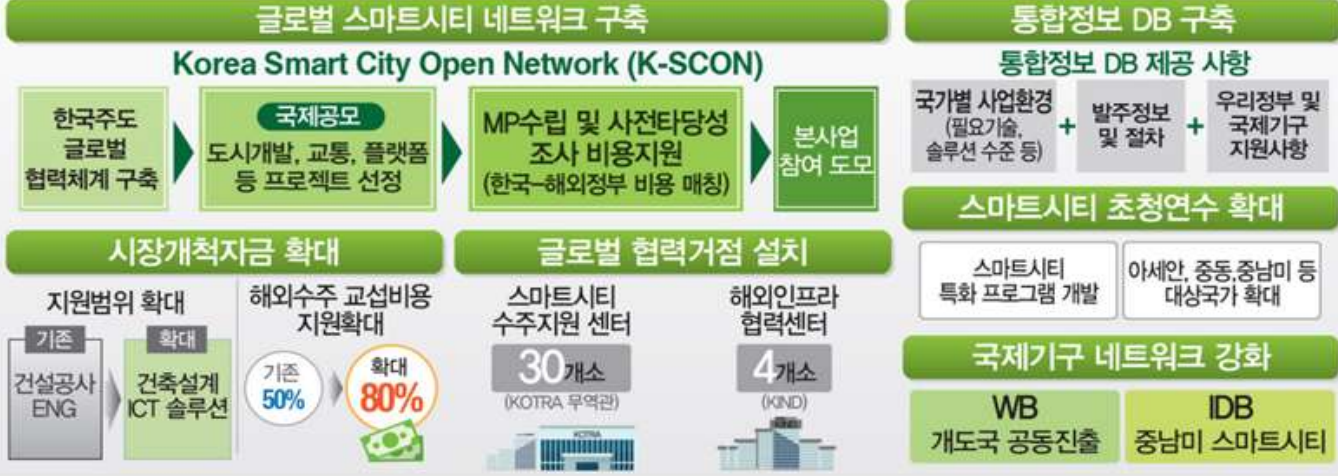 글로벌 스마트시티 네트워크 구축
Korea Smart City Open Network (K-SCON)
한국주도
글로벌
협력체계 구축
국제공모
도시개발, 교통, 플랫폼
등 프로젝트 선정
MP수립 및 사전타당성
조사 비용지원
(한국-해외정부 비용 매칭)
본사업
참여 도모
통합정보 DB 구축
통합정보 DB 제공 사항
국가별 사업환경
(필요기술,
솔루션 수준 등)
+
발주정보
및 절차
+
우리정부 및
국제기구
지원사항
시장개척자금 확대
지원범위 확대
기존
건설공사
ENG
확대
건축설계
ICT 솔루션
해외수주 교섭비용
지원확대
기존
50%
확대
80%
글로벌 협력거점 설치
스마트시티
수주지원 센터
30개소
(KOTRA 무역관)
KOTRA
해외인프라
협력센터
4개소
(KIND)
스마트시티 초청연수 확대
스마트시티
특화 프로그램 개발
아세안, 중동,중남미 등
대상국가 확대
국제기구 네트워크 강화
WB
개도국 공동진출
IDB
중남미 스마트시티